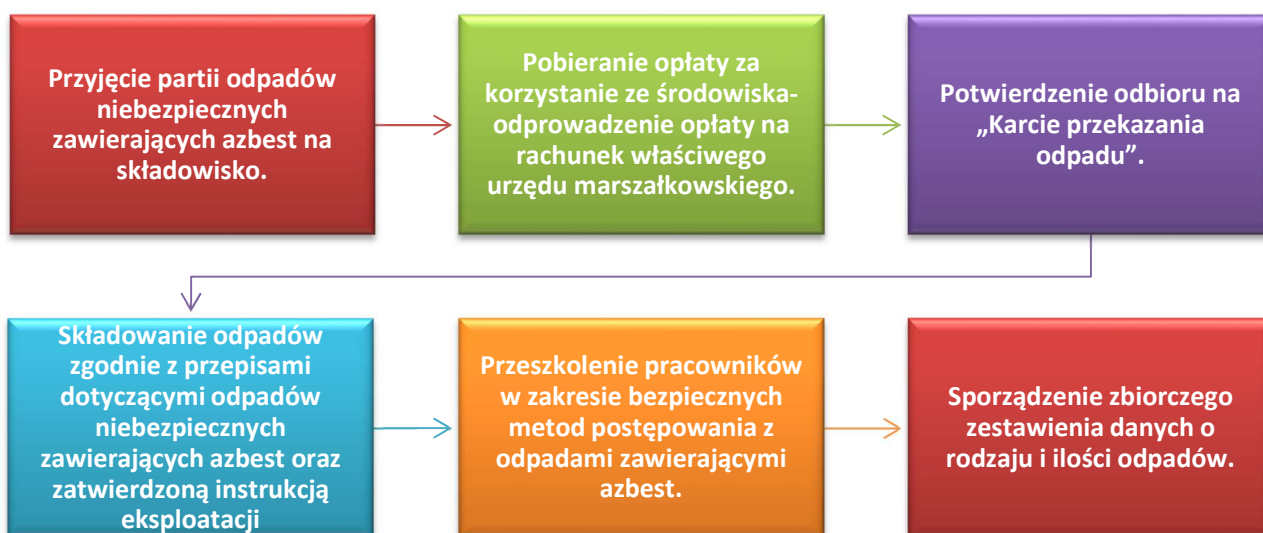 Przyjęcie partii odpadów
niebezpiecznych
zawierających azbest na
składowisko.
Pobieranie opłaty za
korzystanie ze środowiska-
odprowadzenie opłaty na
rachunek właściwego
urzędu marszałkowskiego.
Potwierdzenie odbioru na
„Karcie przekazania
odpadu”.
Składowanie odpadów
zgodnie z przepisami
dotyczącymi odpadów
niebezpiecznych
zawierających azbest oraz
zatwierdzoną instrukcją
eksploatacji
Przeszkolenie pracowników
w zakresie bezpiecznych
metod postępowania z
odpadami zawierającymi
azbest.
Sporządzenie zbiorczego
zestawienia danych o
rodzaju i ilości odpadów.